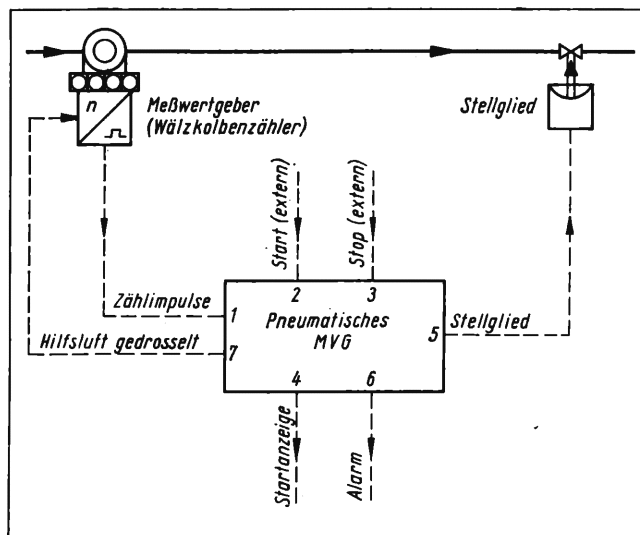 n
Meßwertgeber
(Wälzkolbenzähler)
Stellglied
Start (extern)
Stop (extern)
Zählimpulse
1
2
3
Pneumatisches
MVG
5
Stellglied
Hilfsluft gedrosselt
7
4
6
Startanzeige
Alarm